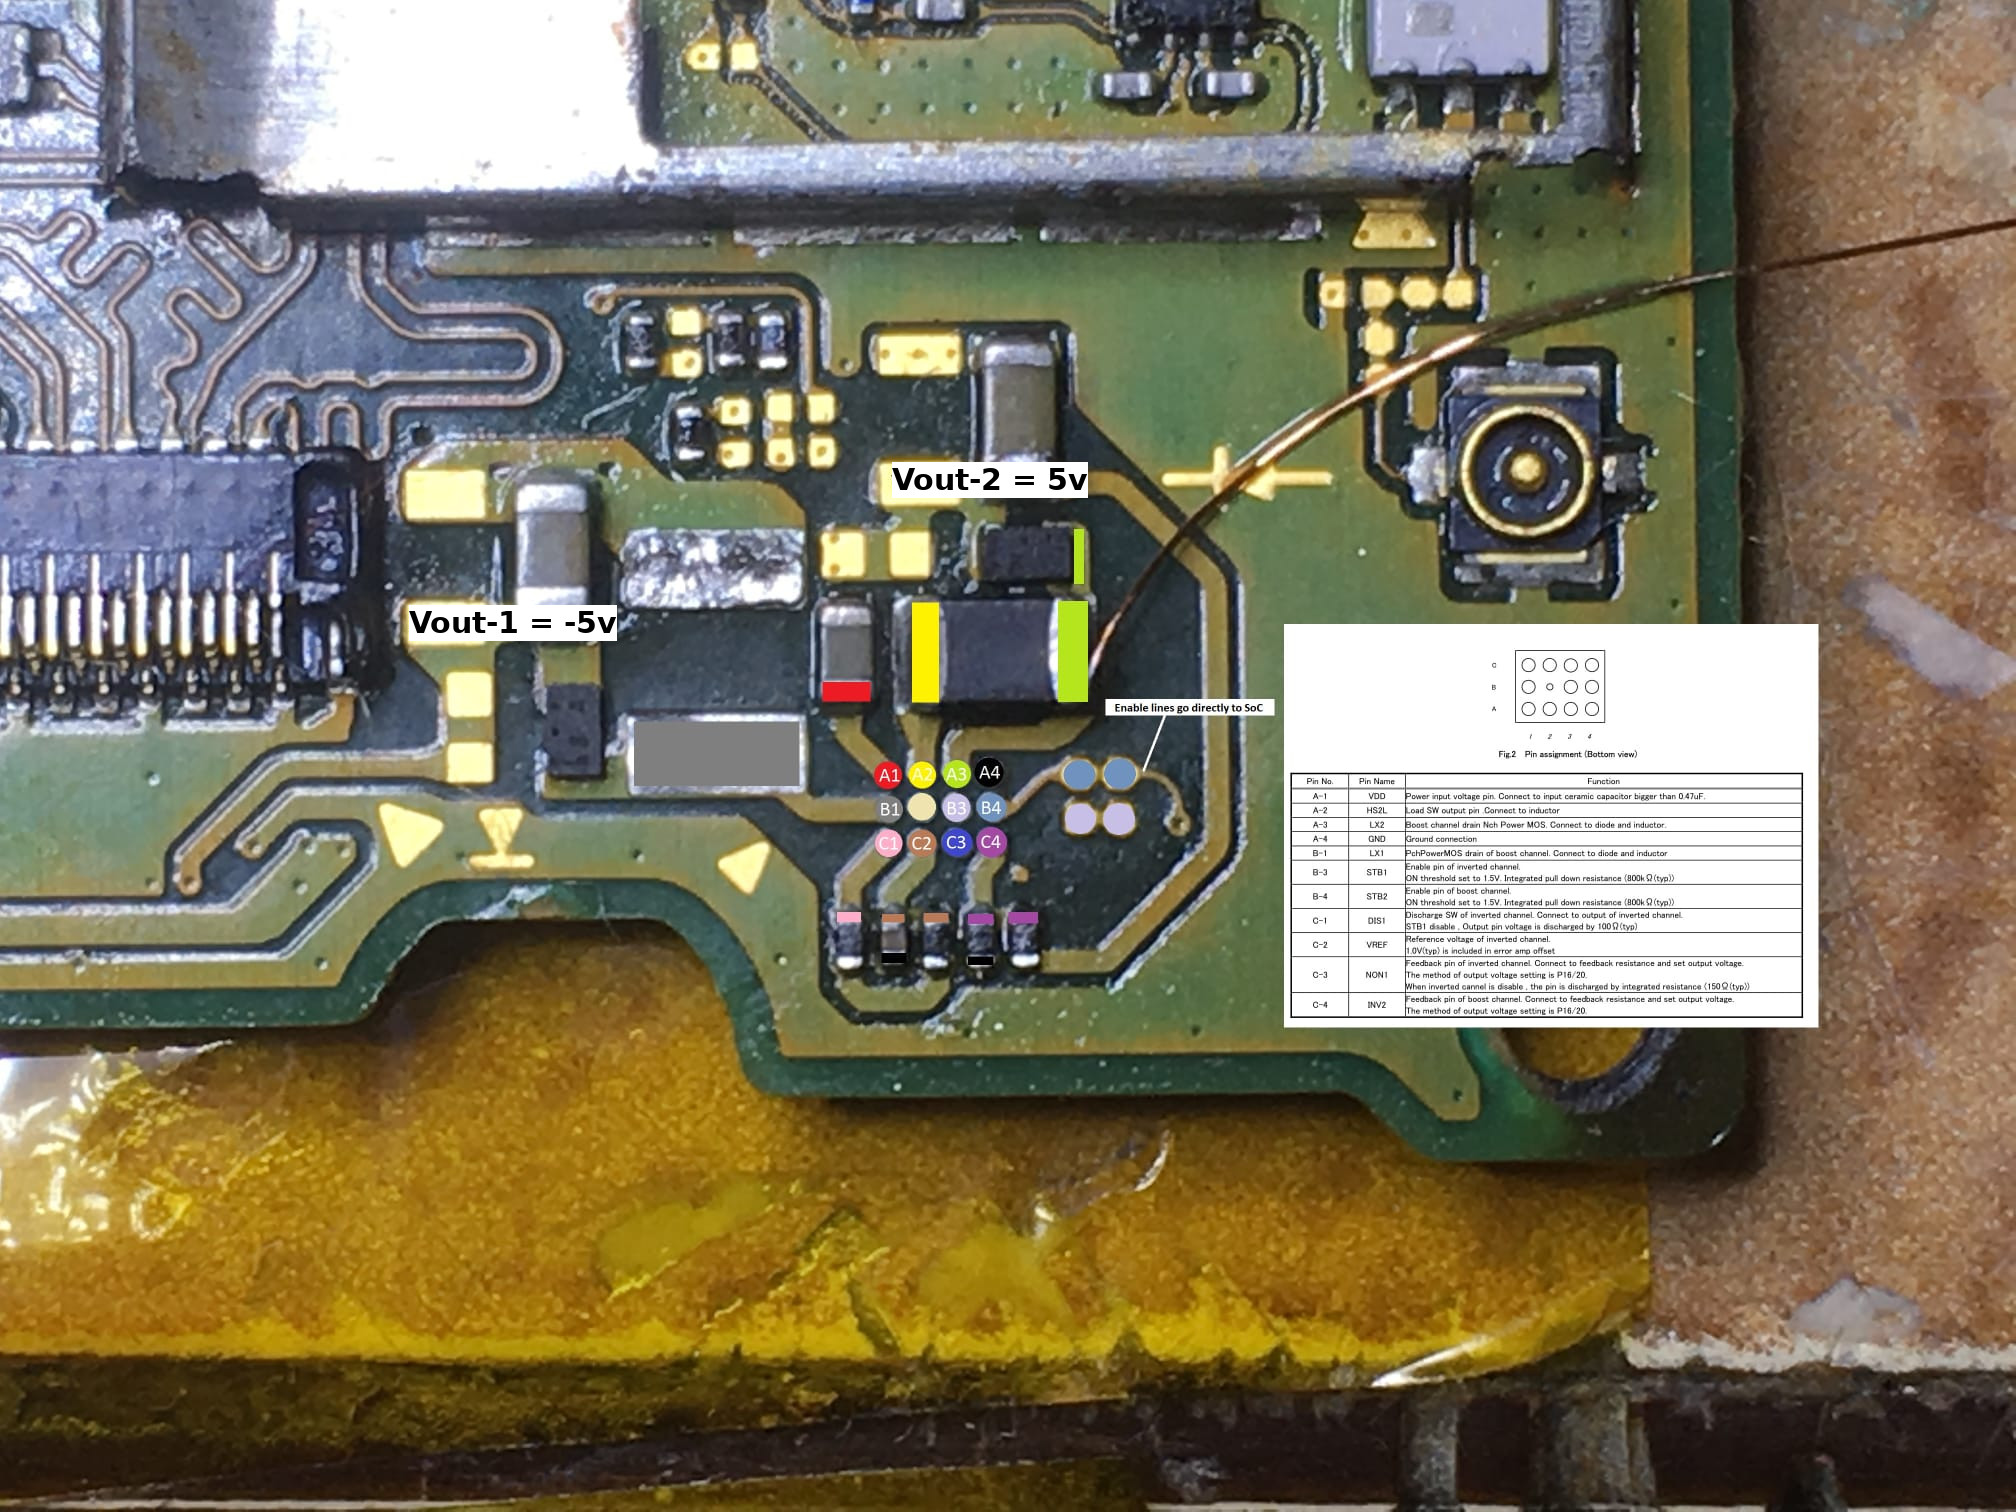 Vout-2 = 5v
Vout-1 = -5v
Enable lines go directly to SoC
A1 A2 A3 A4
B1 B3 B4
C1 C2 C3 C4
C
B
A
1 2 3 4
Fig.2 Pin assignment (Bottom view)
Pin No. Pin Name Function
A-1 VDD Power input voltage pin. Connect to input ceramic capacitor bigger than 0.47uF.
A-2 HS2L Load SW output pin .Connect to inductor
A-3 LX2 Boost channel drain Nch Power MOS. Connect to diode and inductor.
A-4 GND Ground connection
B-1 LX1 PchPowerMOS drain of boost channel. Connect to diode and inductor
B-3 STB1 Enable pin of inverted channel.
ON threshold set to 1.5V. Integrated pull down resistance (800kΩ(typ))
B-4 STB2 Enable pin of boost channel.
ON threshold set to 1.5V. Integrated pull down resistance (800kΩ(typ))
C-1 DIS1 Discharge SW of inverted channel. Connect to output of inverted channel.
STB1 disable , Output pin voltage is discharged by 100Ω(typ)
C-2 VREF Reference voltage of inverted channel.
1.0V(typ) is included in error amp offset
C-3 NON1 Feedback pin of inverted channel. Connect to feedback resistance and set output voltage.
The method of output voltage setting is P16/20.
When inverted cannel is disable , the pin is discharged by integrated resistance (150Ω(typ))
C-4 INV2 Feedback pin of boost channel. Connect to feedback resistance and set output voltage.
The method of output voltage setting is P16/20.